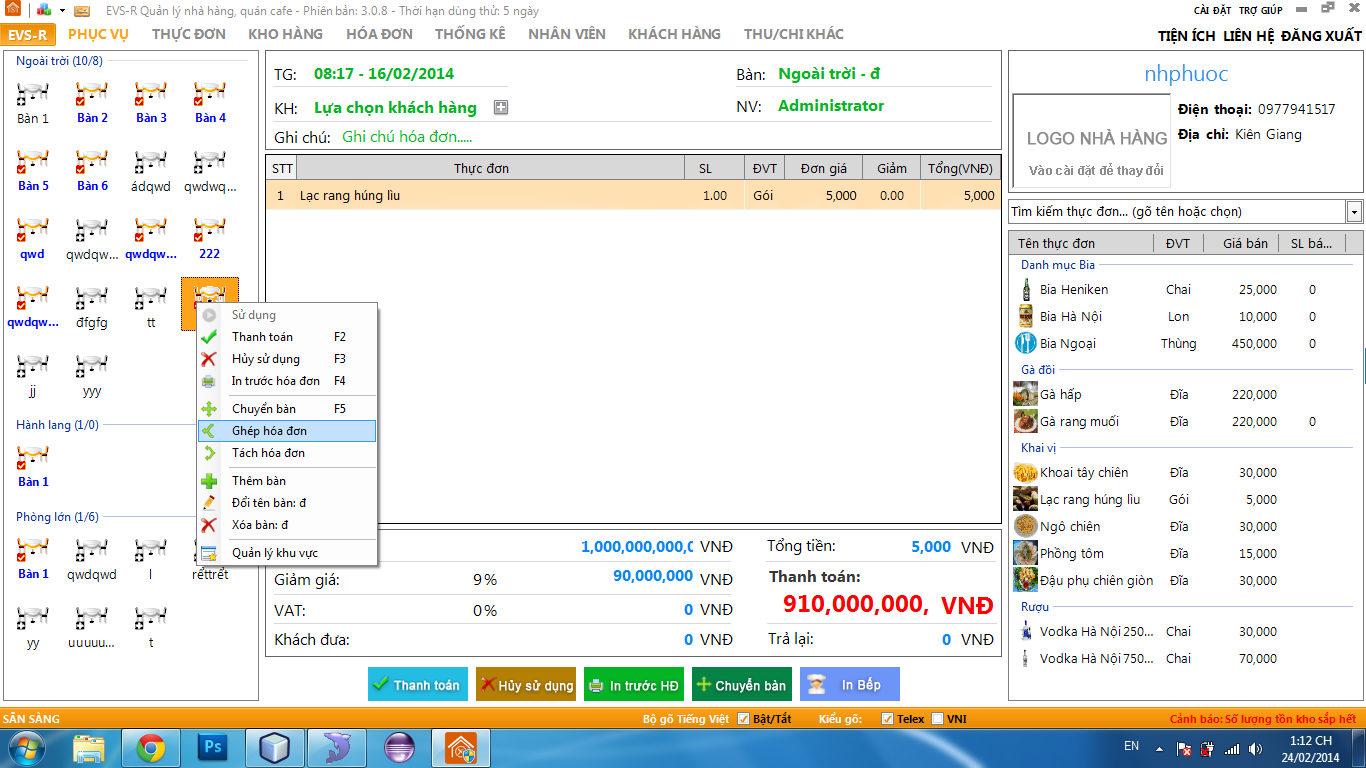 EVS-R Quản lý nhà hàng, quán cafe - Phiên bản: 3.0.8 - Thời hạn dùng thử: 5 ngày
CÀI ĐẶT TRỢ GIÚP
EVS-R PHỤC VỤ THỰC ĐƠN KHO HÀNG HÓA ĐƠN THỐNG KÊ NHÂN VIÊN KHÁCH HÀNG THU/CHI KHÁC
TIỆN ÍCH LIÊN HỆ ĐĂNG XUẤT
Ngoài trời (10/8)
Bàn 1 Bàn 2 Bàn 3 Bàn 4
Bàn 5 Bàn 6 ádqwd qwdwq...
qwd qwdqw... qwdqw... 222
qwdqw... đfgfg tt
jj yyy
Hành lang (1/0)
Bàn 1
Phòng lớn (1/6)
Bàn 1 qwdqwd l rếttrết
yy uuuuu... t
Sử dụng
Thanh toán F2
Hủy sử dụng F3
In trước hóa đơn F4
Chuyển bàn F5
Ghép hóa đơn
Tách hóa đơn
Thêm bàn
Đổi tên bàn: đ
Xóa bàn: đ
Quản lý khu vực
TG: 08:17 - 16/02/2014 Bàn: Ngoài trời - đ
KH: Lựa chọn khách hàng NV: Administrator
Ghi chú: Ghi chú hóa đơn.....
STT Thực đơn SL ĐVT Đơn giá Giảm Tổng(VNĐ)
1 Lạc rang húng lìu 1.00 Gói 5,000 0.00 5,000
1,000,000,000,( VNĐ Tổng tiền: 5,000 VNĐ
Giảm giá: 9 % 90,000,000 VNĐ Thanh toán:
VAT: 0 % 0 VNĐ 910,000,000, VNĐ
Khách đưa: 0 VNĐ Trả lại: 0 VNĐ
Thanh toán Hủy sử dụng In trước HĐ Chuyển bàn In Bếp
nhphuoc
LOGO NHÀ HÀNG
Vào cài đặt để thay đổi
Điện thoại: 0977941517
Địa chỉ: Kiên Giang
Tìm kiếm thực đơn... (gõ tên hoặc chọn)
Tên thực đơn ĐVT Giá bán SL bá...
Danh mục Bia
Bia Heniken Chai 25,000 0
Bia Hà Nội Lon 10,000 0
Bia Ngoại Thùng 450,000 0
Gà đồi
Gà hấp Đĩa 220,000
Gà rang muối Đĩa 220,000 0
Khai vị
Khoai tây chiên Đĩa 30,000
Lạc rang húng lìu Gói 5,000
Ngô chiên Đĩa 30,000
Phồng tôm Đĩa 15,000
Đậu phụ chiên giòn Đĩa 30,000
Rượu
Vodka Hà Nội 250... Chai 30,000
Vodka Hà Nội 750... Chai 70,000
SẴN SÀNG
Bộ gõ Tiếng Việt Bật/Tắt Kiểu gõ: Telex VNI
Cảnh báo: Số lượng tồn kho sắp hết
Ps
EN
1:12 CH
24/02/2014